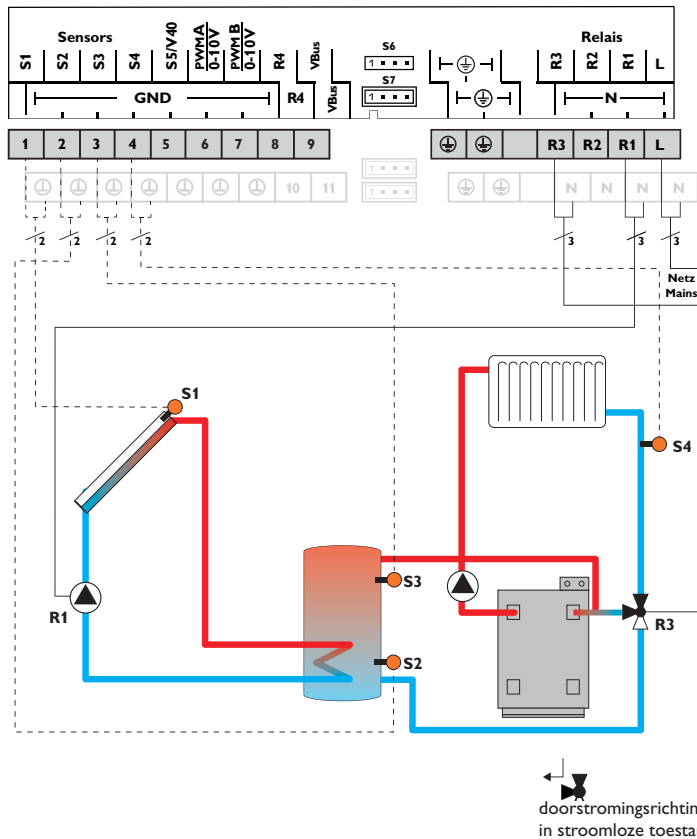 Sensors
S1
S2
S3
S4
S5/V40
PWM A
0-10V
PWM B
0-10V
R4
VBus
GND
R4
VBus
S6
1
S7
1
Relais
R3
R2
R1
L
N
1 2 3 4 5 6 7 8 9
R3 R2 R1 L
10 11
N N N N
2 2 2 2
3 3 3
Netz
Mains
S1
S4
S3
R1
R3
S2
doorstromingsrichtin
in stroomloze toesta